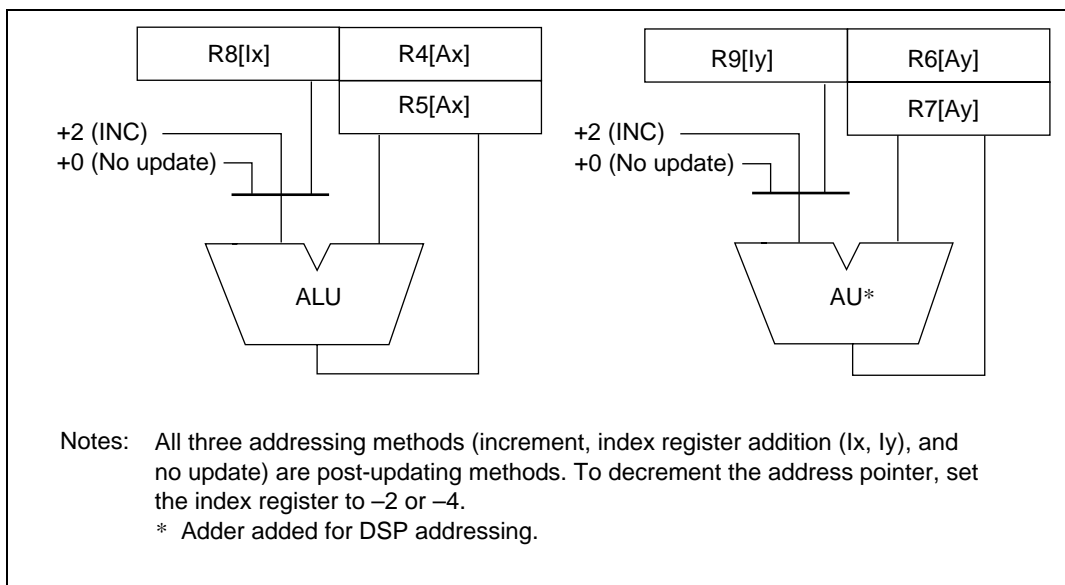 R8[Ix] R4[Ax]
R5[Ax]
+2 (INC)
+0 (No update)
ALU
R9[Iy] R6[Ay]
R7[Ay]
+2 (INC)
+0 (No update)
AU*
Notes: All three addressing methods (increment, index register addition (Ix, Iy), and
no update) are post-updating methods. To decrement the address pointer, set
the index register to –2 or –4.
* Adder added for DSP addressing.